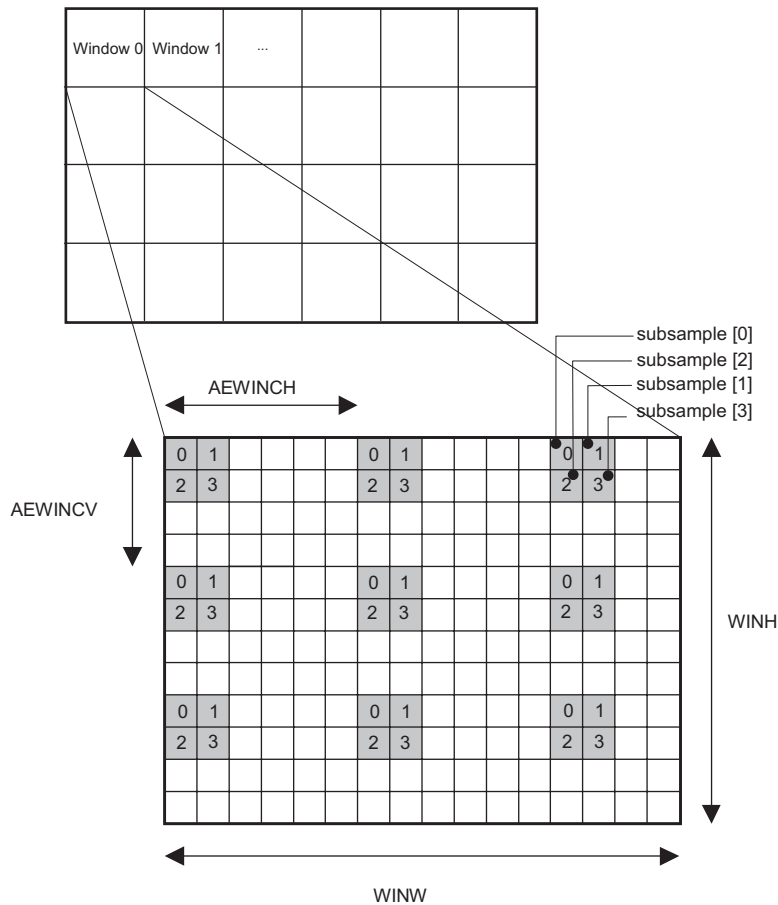 Window 0 Window 1 ...
subsample [0]
subsample [2]
subsample [1]
subsample [3]
AEWINCH
AEWINCV
0 1 0 1 0 1
2 3 2 3 2 3
0 1 0 1 0 1
2 3 2 3 2 3
WINH
0 1 0 1 0 1
2 3 2 3 2 3
WINW